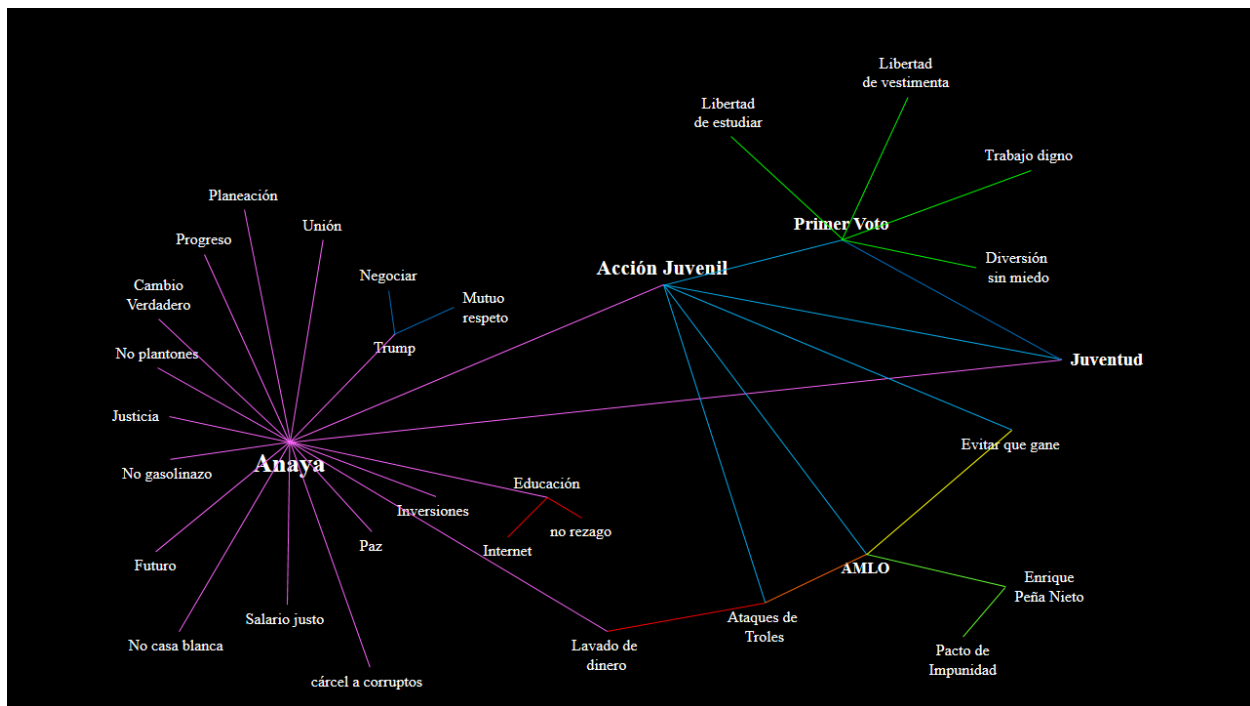 Libertad
de vestimenta
Libertad
de estudiar
Trabajo digno
Planeación
Unión
Primer Voto
Progreso
Diversión
sin miedo
Acción Juvenil
Negociar
Cambio
Verdadero
Mutuo
respeto
No plantones
Trump
Juventud
Justicia
Evitar que gane
Anaya
No gasolinazo
Educación
Inversiones
no rezago
Paz
Internet
Futuro
AMLO
Enrique
Peña Nieto
Salario justo
Ataques de
Troles
No casa blanca
Lavado de
dinero
Pacto de
Impunidad
cárcel a corruptos